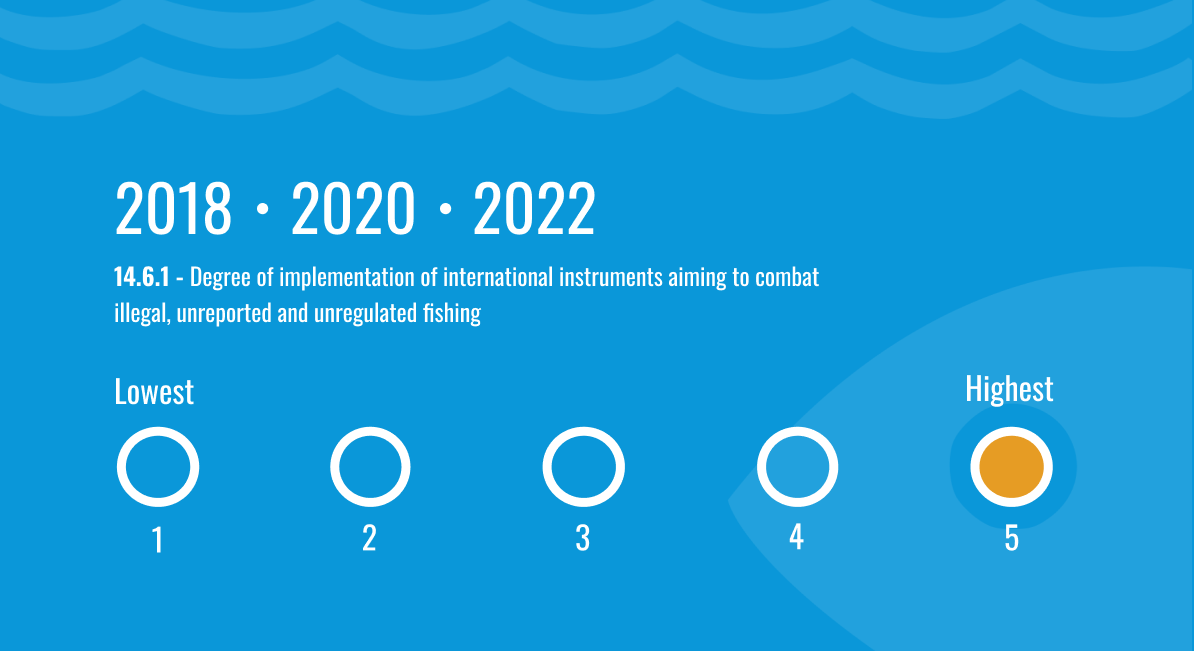 2018 • 2020 • 2022
14.6.1 - Degree of implementation of international instruments aiming to combat
illegal, unreported and unregulated fishing
Lowest
Highest
1
2
3
4
5